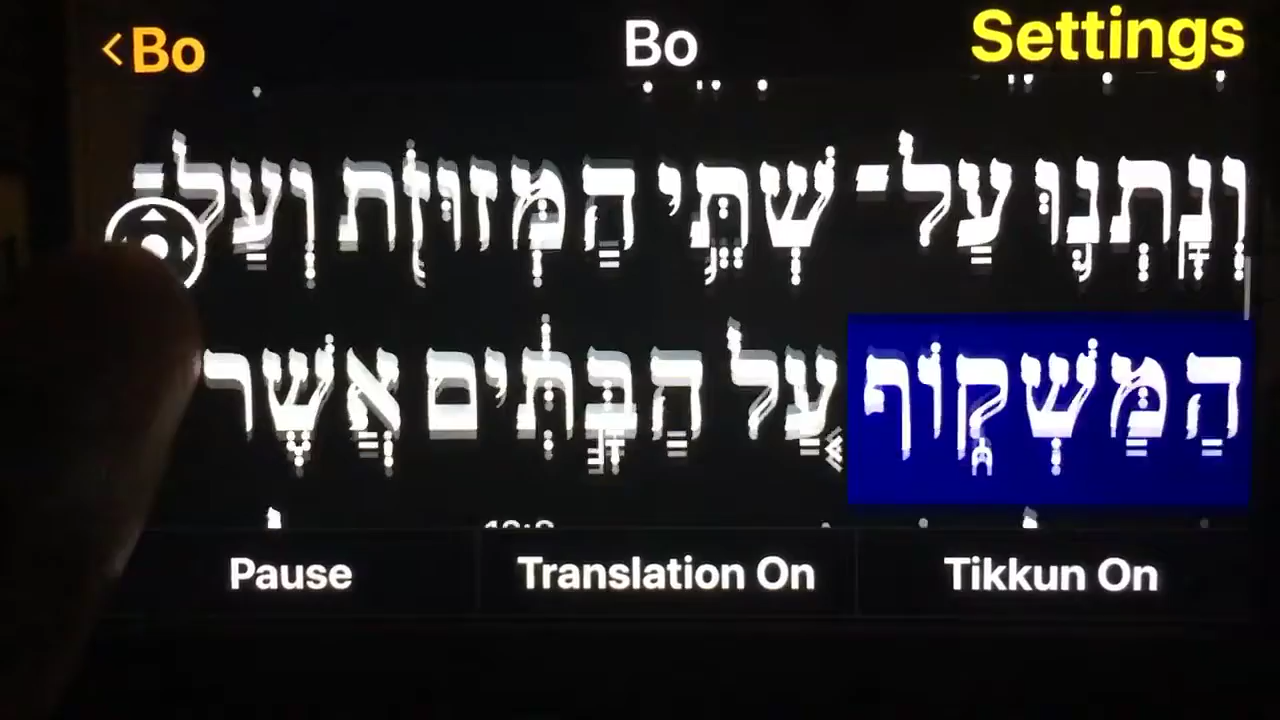 <Bo Bo Settings
וְנָתְנוּ עַל־שְׁתֵּי הַמְּזוּזֹת וְעַל־
הַמַּשְׁקוֹף עַל הַבָּתִּים אֲשֶׁר
Pause Translation On Tikkun On